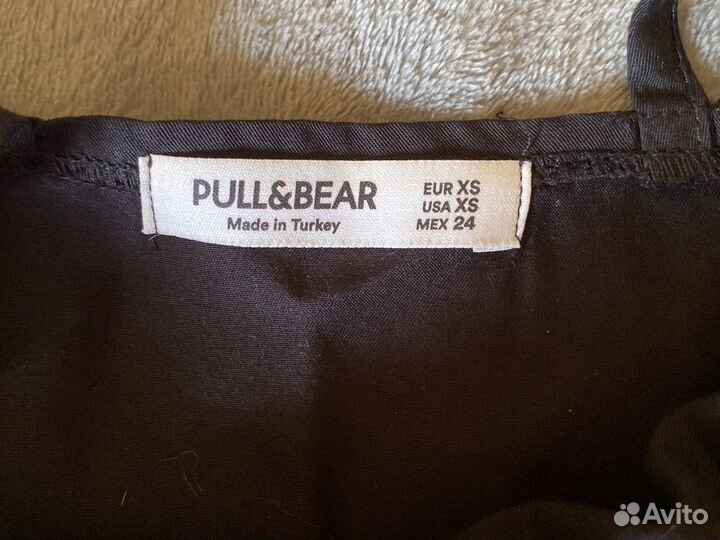 PULL&BEAR
Made in Turkey
EUR XS
USA XS
MEX 24
Avito